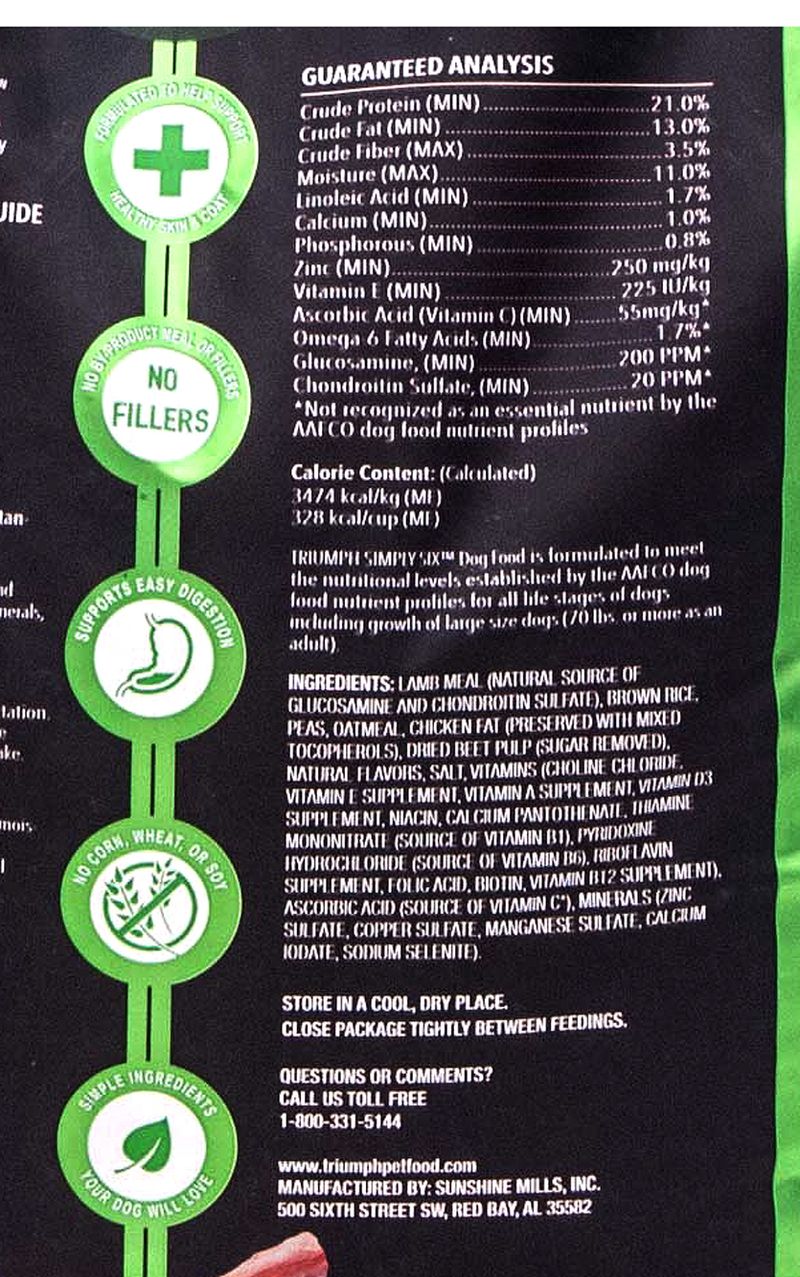 UIDE
FORMULATED TO HELP SUPPORT
HEALTHY SKIN & COAT
NO BY-PRODUCT MEAL OR FILLERS
NO
FILLERS
SUPPORTS EASY DIGESTION
NO CORN, WHEAT, OR SOY
SIMPLE INGREDIENTS
YOUR DOG WILL LOVE
GUARANTEED ANALYSIS
Crude Protein (MIN)..............................21.0%
Crude Fat (MIN)..............................13.0%
Crude Fiber (MAX)..............................3.5%
Moisture (MAX)..............................11.0%
Linoleic Acid (MIN)..............................1.7%
Calcium (MIN)..............................1.0%
Phosphorous (MIN)..............................0.8%
Zinc (MIN)..............................250 mg/kg
Vitamin E (MIN)..............................225 IU/kg
Ascorbic Acid (Vitamin C) (MIN)..........55mg/kg*
Omega 6 Fatty Acids (MIN)..................1.7%*
Glucosamine, (MIN)..............................200 PPM*
Chondroitin Sulfate, (MIN)..................20 PPM*
*Not recognized as an essential nutrient by the
AAFCO dog food nutrient profiles
Calorie Content: (Calculated)
3474 kcal/kg (ME)
328 kcal/cup (ME)
TRIUMPH SIMPLY SIX™ Dog Food is formulated to meet
the nutritional levels established by the AAFCO dog
food nutrient profiles for all life stages of dogs
including growth of large size dogs (70 lbs. or more as an
adult).
INGREDIENTS: LAMB MEAL (NATURAL SOURCE OF
GLUCOSAMINE AND CHONDROITIN SULFATE), BROWN RICE,
PEAS, OATMEAL, CHICKEN FAT (PRESERVED WITH MIXED
TOCOPHEROLS), DRIED BEET PULP (SUGAR REMOVED),
NATURAL FLAVORS, SALT, VITAMINS (CHOLINE CHLORIDE,
VITAMIN E SUPPLEMENT, VITAMIN A SUPPLEMENT, VITAMIN D3
SUPPLEMENT, NIACIN, CALCIUM PANTOTHENATE, THIAMINE
MONONITRATE (SOURCE OF VITAMIN B1), PYRIDOXINE
HYDROCHLORIDE (SOURCE OF VITAMIN B6), RIBOFLAVIN
SUPPLEMENT, FOLIC ACID, BIOTIN, VITAMIN B12 SUPPLEMENT),
ASCORBIC ACID (SOURCE OF VITAMIN C*), MINERALS (ZINC
SULFATE, COPPER SULFATE, MANGANESE SULFATE, CALCIUM
IODATE, SODIUM SELENITE).
STORE IN A COOL, DRY PLACE.
CLOSE PACKAGE TIGHTLY BETWEEN FEEDINGS.
QUESTIONS OR COMMENTS?
CALL US TOLL FREE
1-800-331-5144
www.triumphpetfood.com
MANUFACTURED BY: SUNSHINE MILLS, INC.
500 SIXTH STREET SW, RED BAY, AL 35582